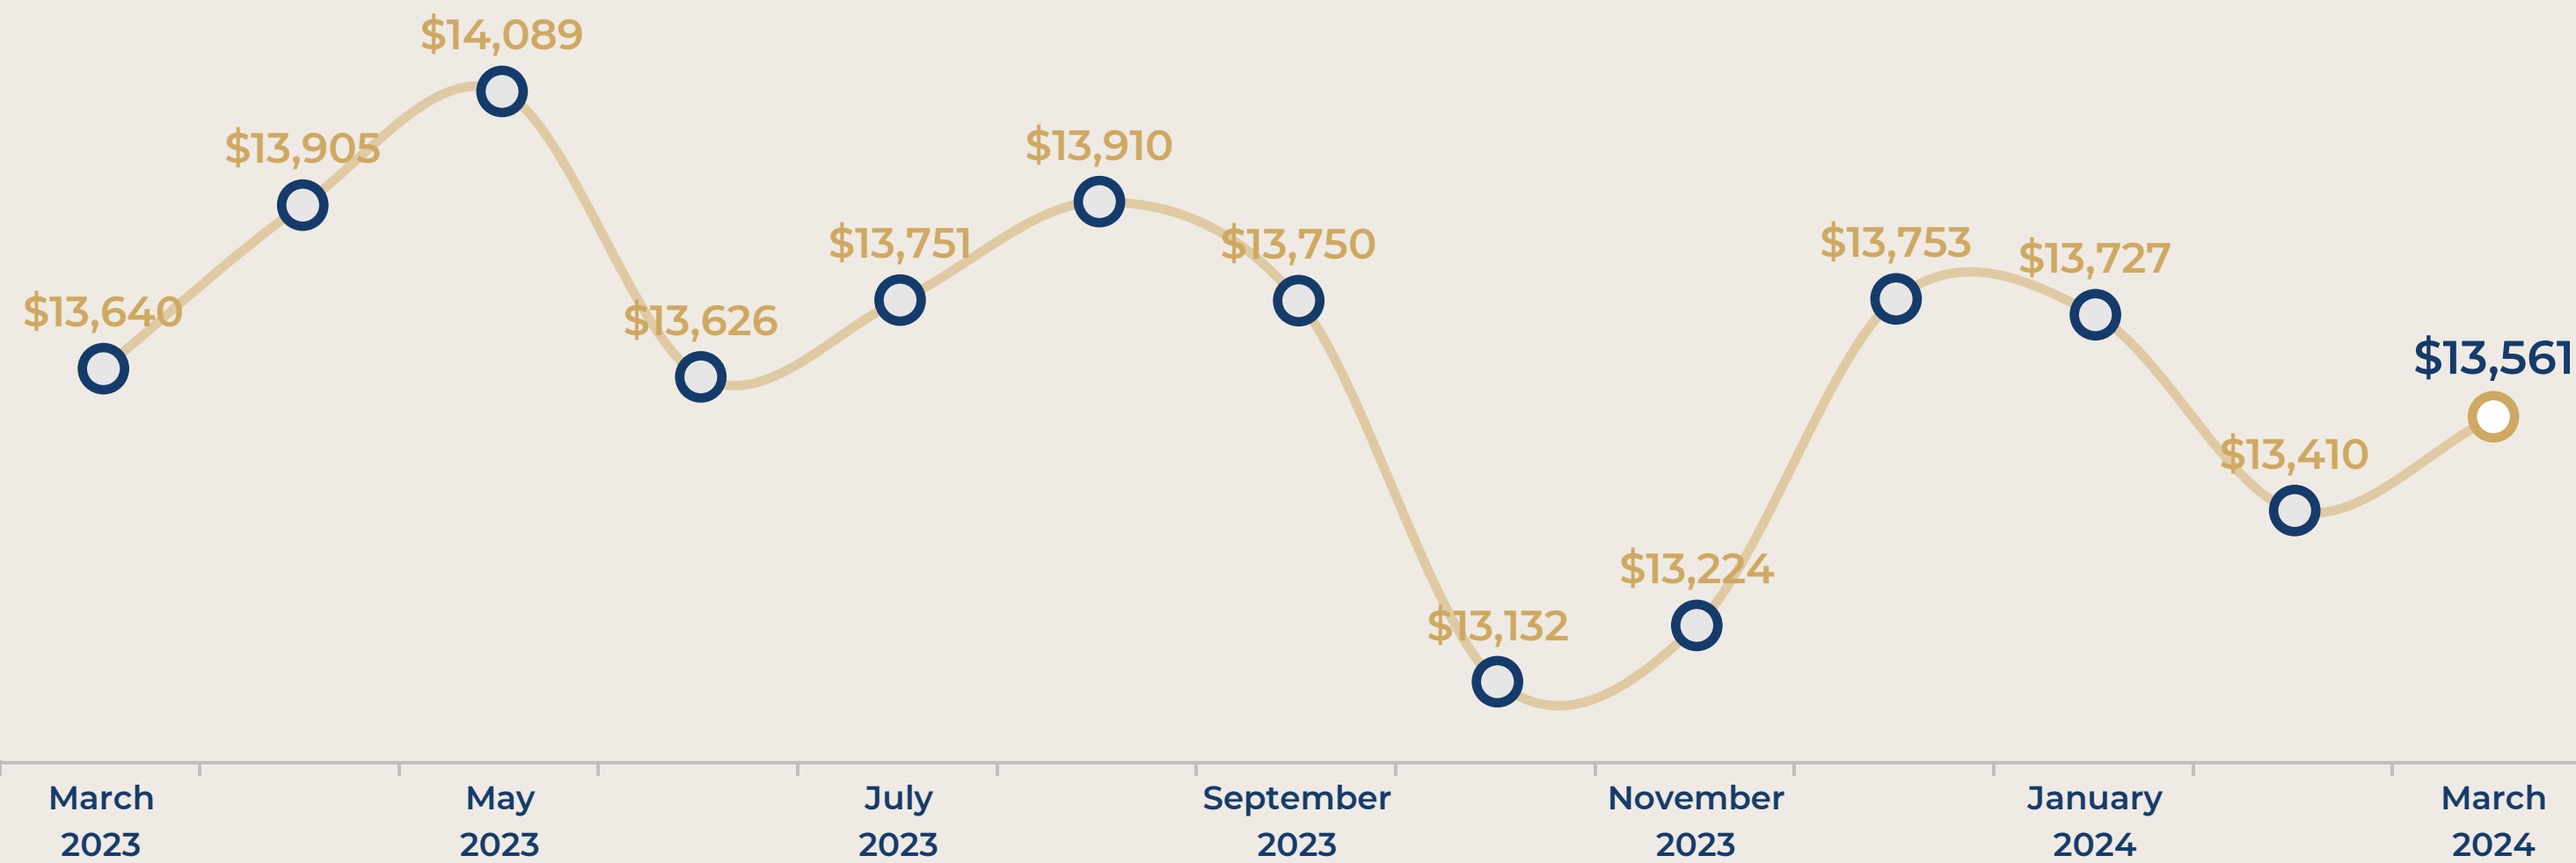 $14,089
$13,905
$13,910
$13,751
$13,750
$13,753
$13,727
$13,640
$13,626
$13,561
$13,410
$13,224
$13,132
March
2023
May
2023
July
2023
September
2023
November
2023
January
2024
March
2024